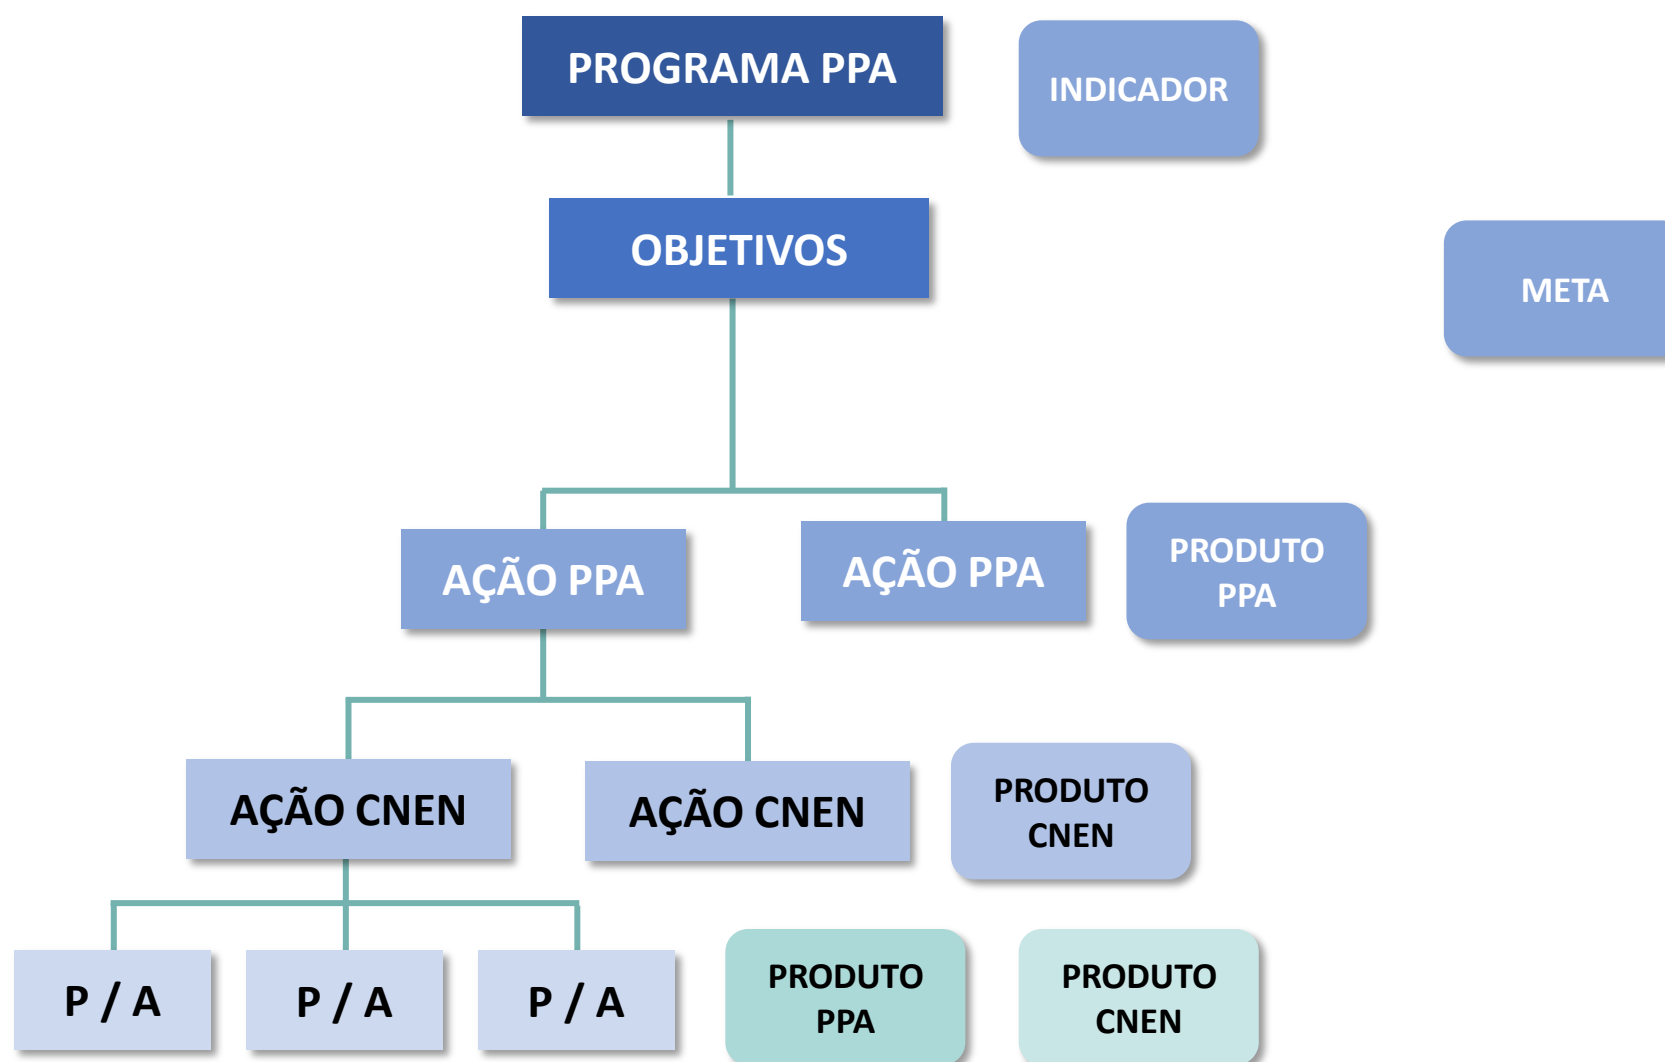 PROGRAMA PPA
INDICADOR
OBJETIVOS
META
AÇÃO PPA
AÇÃO PPA
PRODUTO
PPA
AÇÃO CNEN
AÇÃO CNEN
PRODUTO
CNEN
P / A
P / A
P / A
PRODUTO
PPA
PRODUTO
CNEN